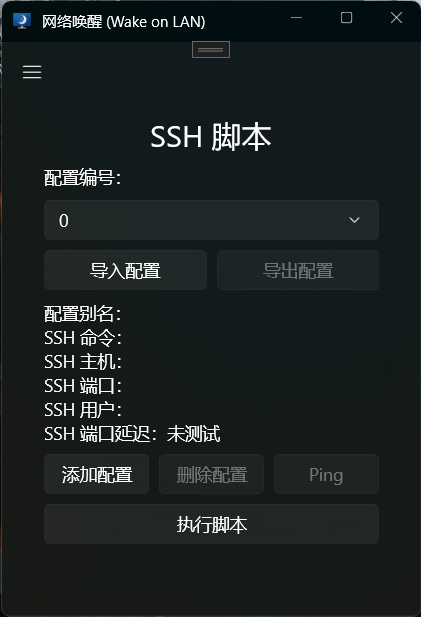 网络唤醒 (Wake on LAN)
SSH 脚本
配置编号：
0
导入配置 导出配置
配置别名：
SSH 命令：
SSH 主机：
SSH 端口：
SSH 用户：
SSH 端口延迟：未测试
添加配置 删除配置 Ping
执行脚本